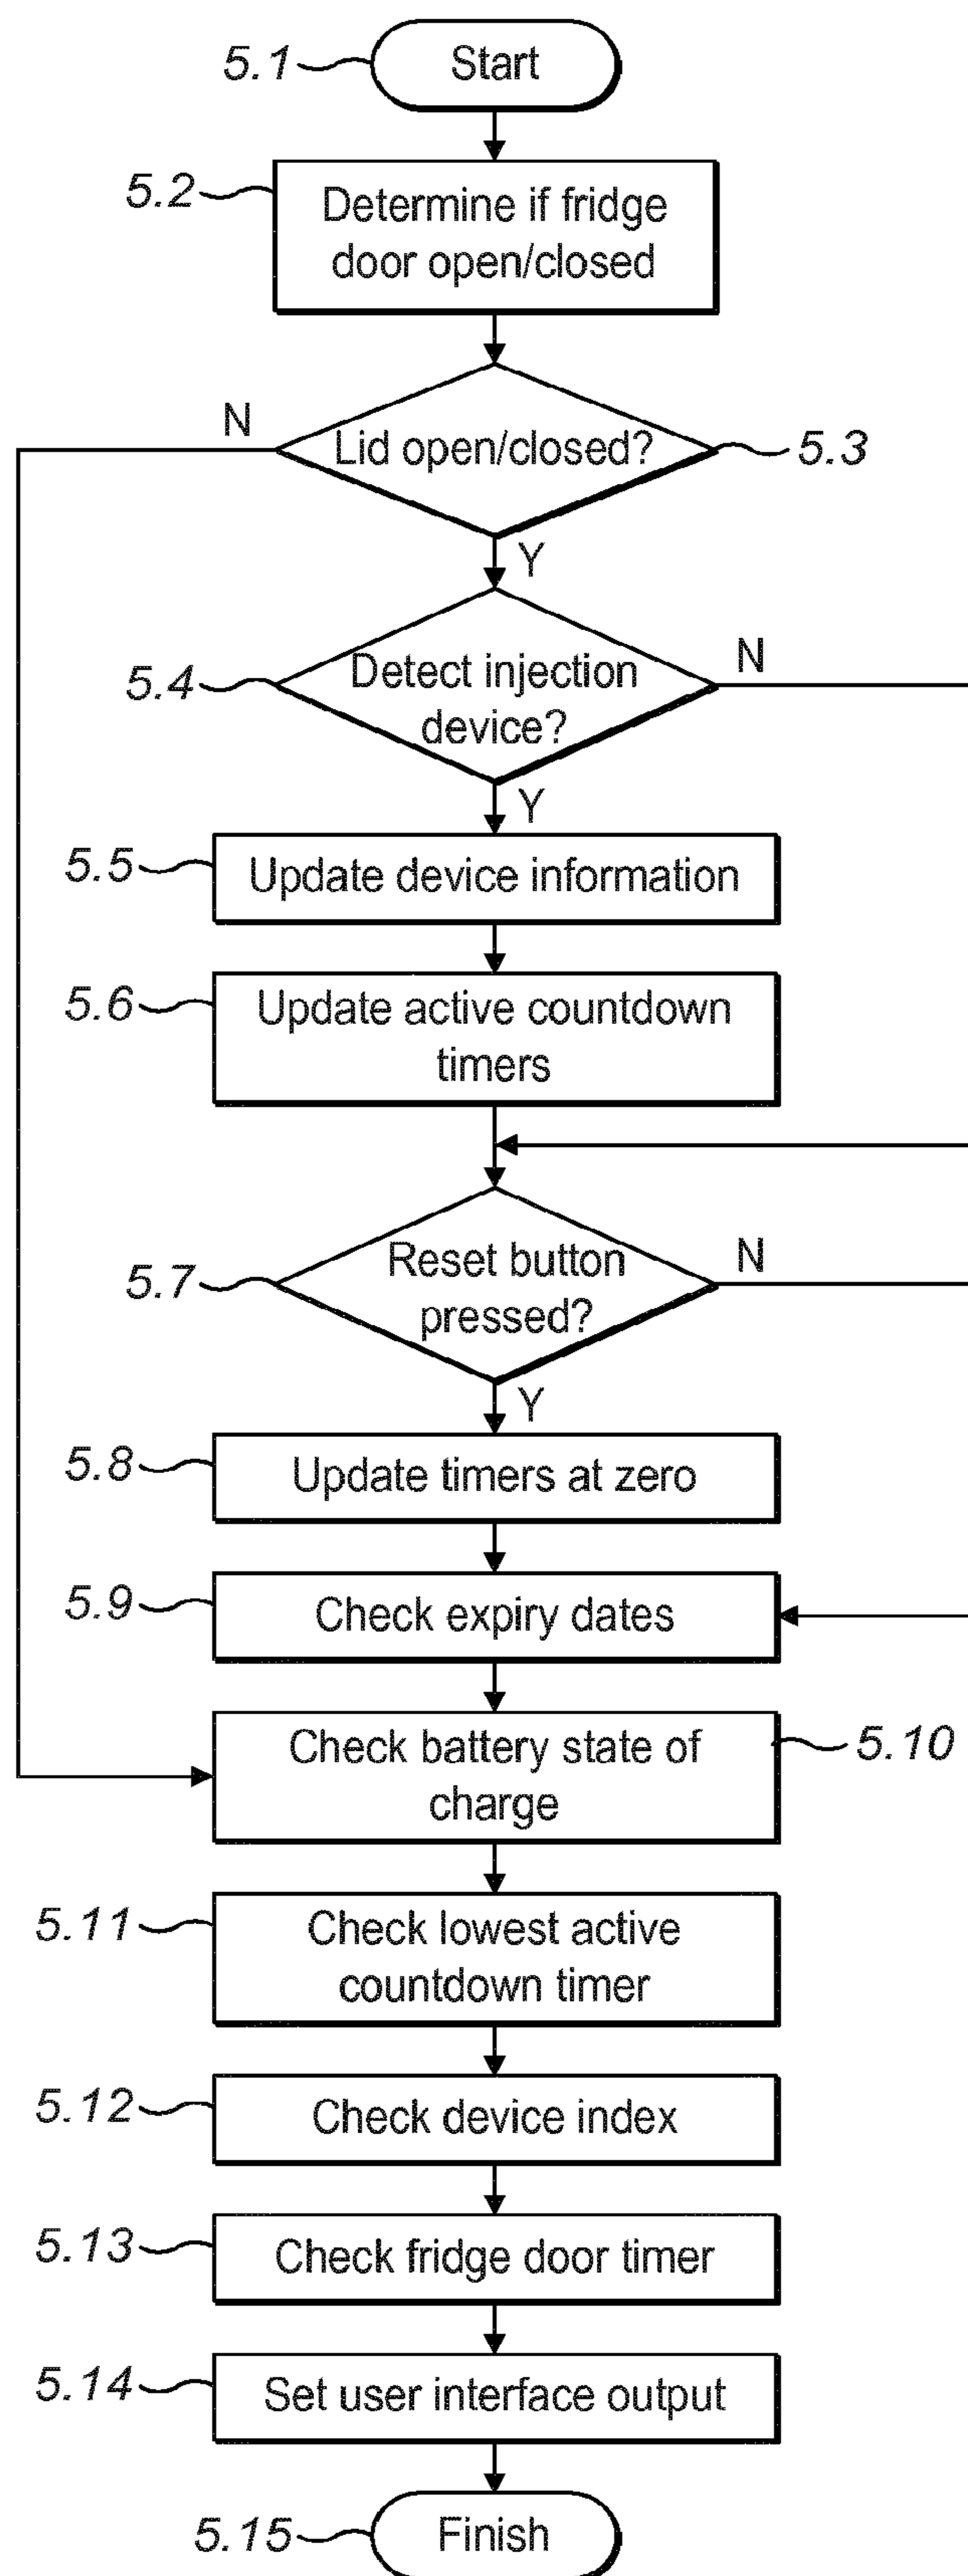 5.1
Start
5.2
Determine if fridge
door open/closed
N
Lid open/closed?
5.3
Y
5.4
Detect injection
device?
N
Y
5.5
Update device information
5.6
Update active countdown
timers
5.7
Reset button
pressed?
N
Y
5.8
Update timers at zero
5.9
Check expiry dates
Check battery state of
charge
5.10
5.11
Check lowest active
countdown timer
5.12
Check device index
5.13
Check fridge door timer
5.14
Set user interface output
5.15
Finish